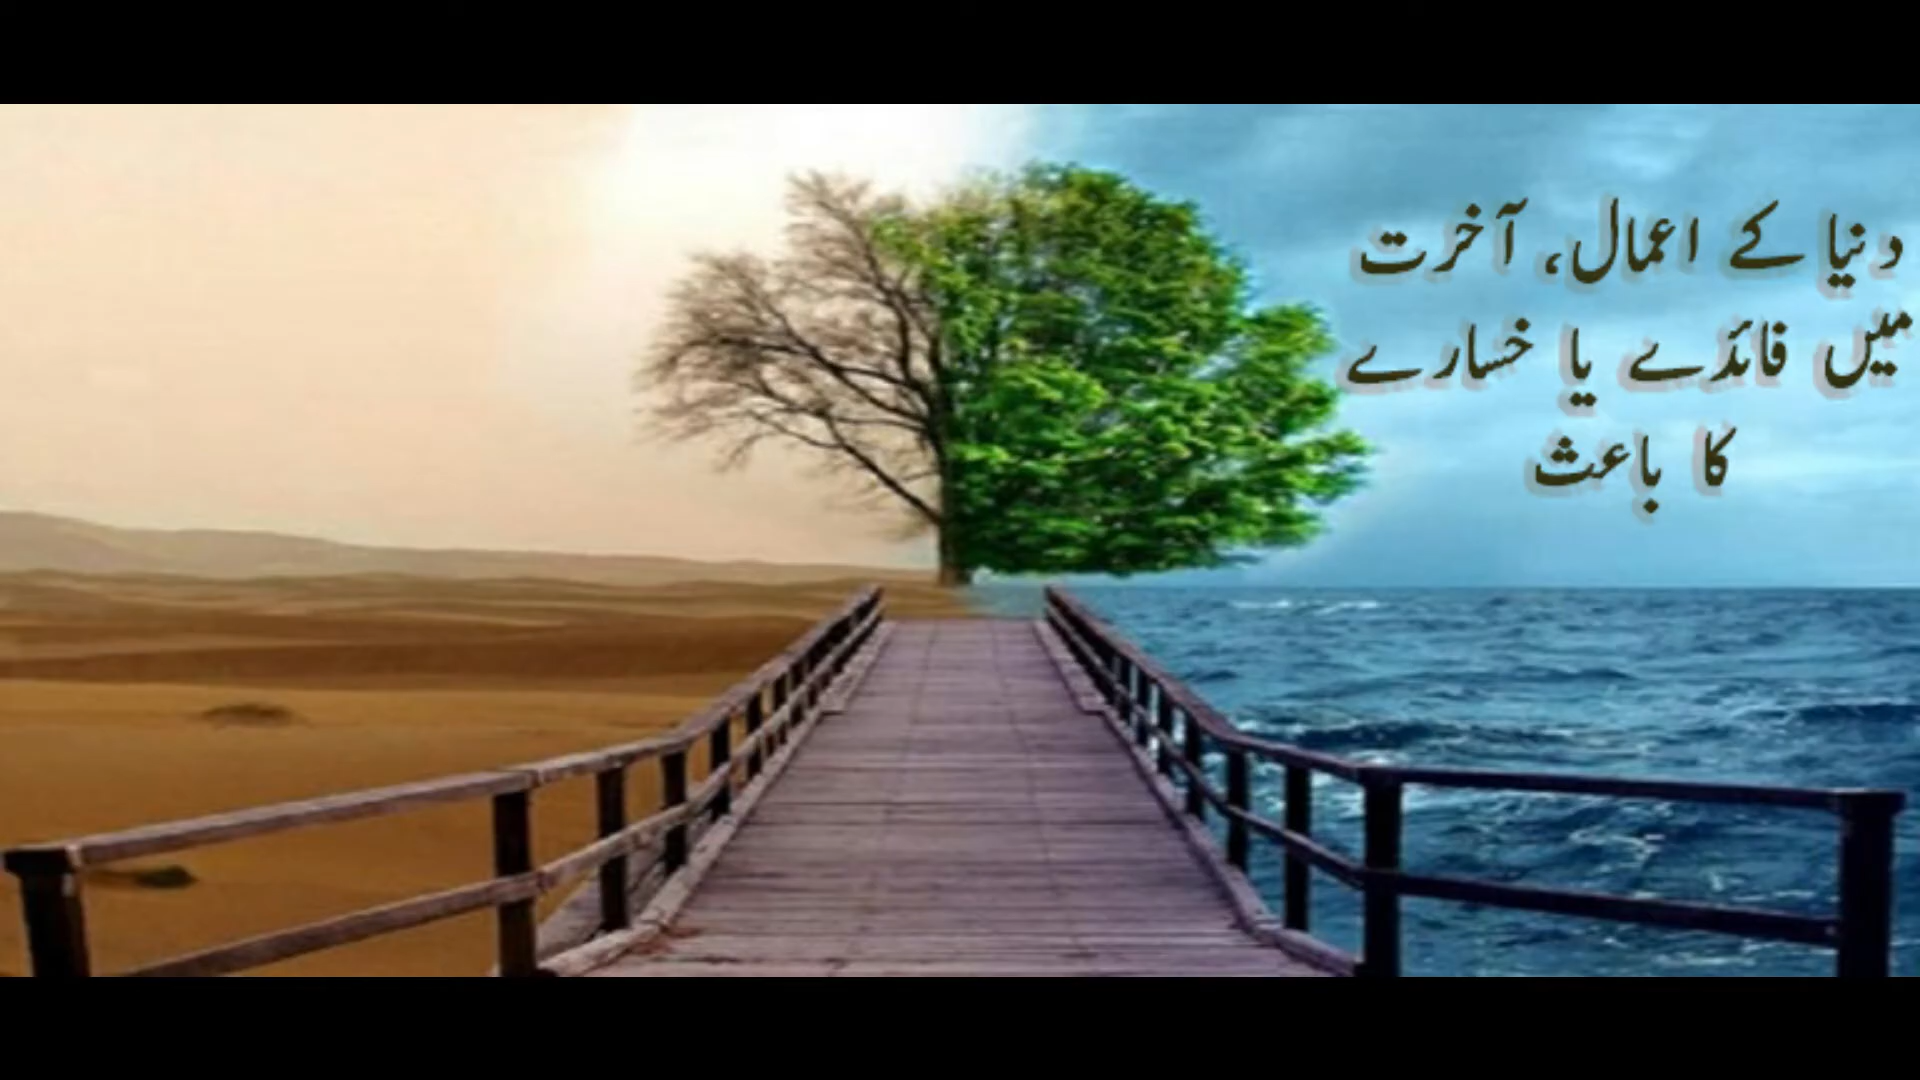 دنیا کے اعمال، آخرت
میں فائدے یا خسارے
کا باعث